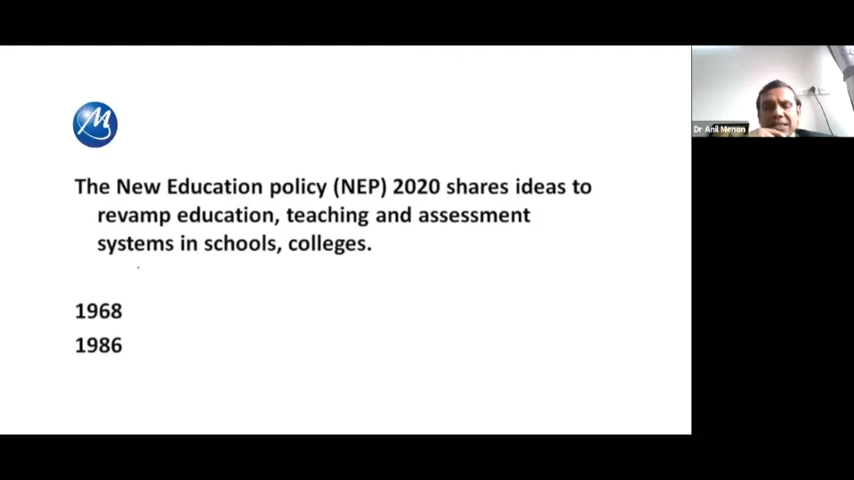 M
The New Education policy (NEP) 2020 shares ideas to
revamp education, teaching and assessment
systems in schools, colleges.
1968
1986
Dr Anil Menon